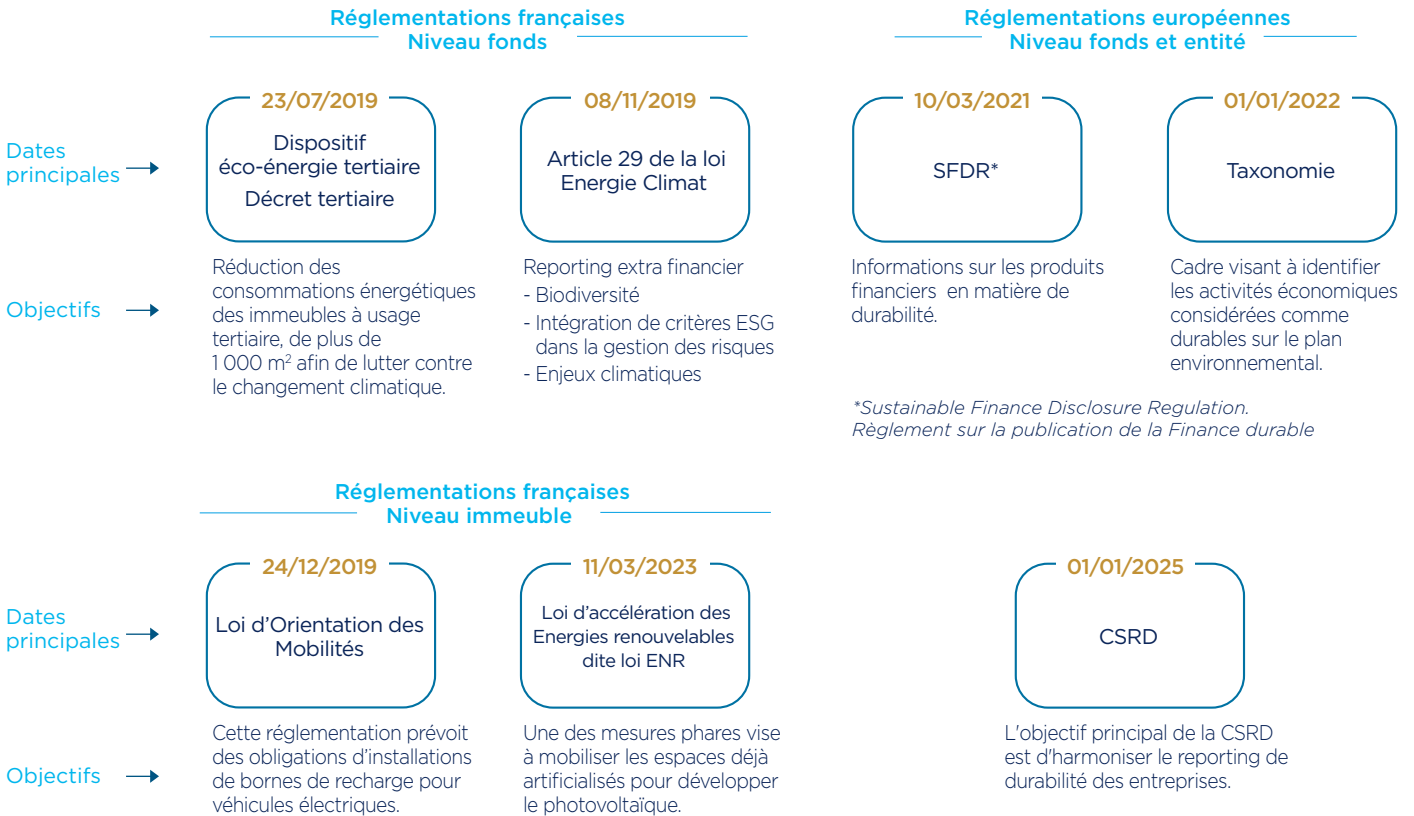 Réglementations françaises
Niveau fonds
Réglementations européennes
Niveau fonds et entité
Dates
principales
23/07/2019
Dispositif
éco-énergie tertiaire
Décret tertiaire
08/11/2019
Article 29 de la loi
Energie Climat
10/03/2021
SFDR*
01/01/2022
Taxonomie
Objectifs
Réduction des
consommations énergétiques
des immeubles à usage
tertiaire, de plus de
1 000 m² afin de lutter contre
le changement climatique.
Reporting extra financier
- Biodiversité
- Intégration de critères ESG
dans la gestion des risques
- Enjeux climatiques
Informations sur les produits
financiers en matière de
durabilité.
Cadre visant à identifier
les activités économiques
considérées comme
durables sur le plan
environnemental.
*Sustainable Finance Disclosure Regulation.
Règlement sur la publication de la Finance durable
Réglementations françaises
Niveau immeuble
Dates
principales
24/12/2019
Loi d’Orientation des
Mobilités
11/03/2023
Loi d’accélération des
Energies renouvelables
dite loi ENR
01/01/2025
CSRD
Objectifs
Cette réglementation prévoit
des obligations d’installations
de bornes de recharge pour
véhicules électriques.
Une des mesures phares vise
à mobiliser les espaces déjà
artificialisés pour développer
le photovoltaïque.
L'objectif principal de la CSRD
est d'harmoniser le reporting de
durabilité des entreprises.